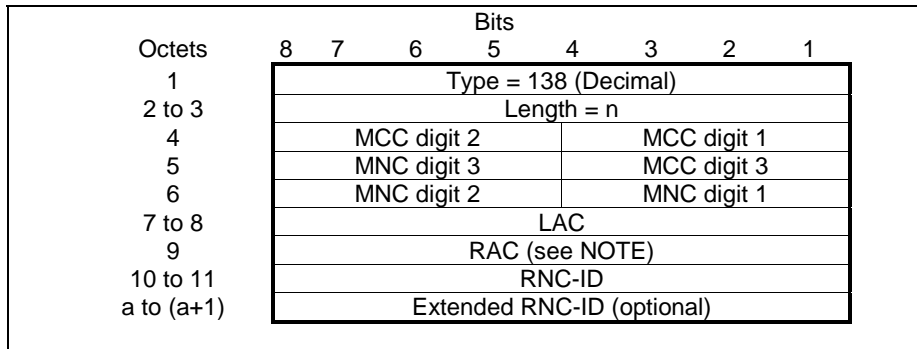 Bits
Octets 8 7 6 5 4 3 2 1
1 Type = 138 (Decimal)
2 to 3 Length = n
4 MCC digit 2 MCC digit 1
5 MNC digit 3 MCC digit 3
6 MNC digit 2 MNC digit 1
7 to 8 LAC
9 RAC (see NOTE)
10 to 11 RNC-ID
a to (a+1) Extended RNC-ID (optional)